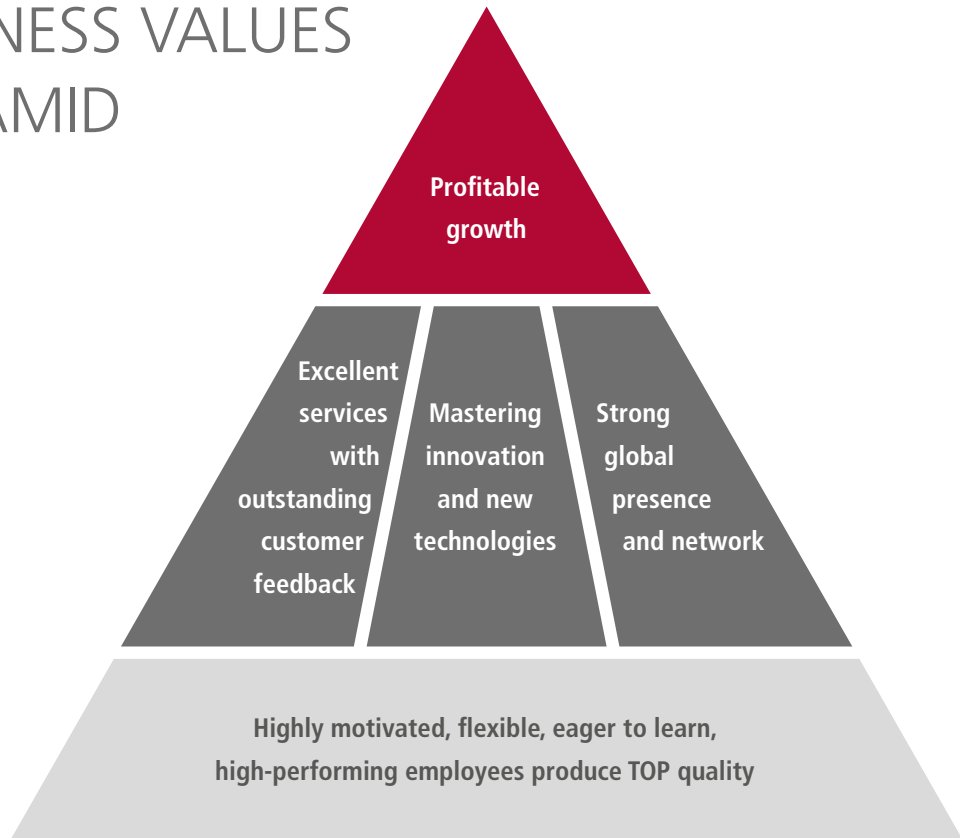 NESS VALUES
AMID
Profitable
growth
Excellent
services
with
outstanding
customer
feedback
Mastering
innovation
and new
technologies
Strong
global
presence
and network
Highly motivated, flexible, eager to learn,
high-performing employees produce TOP quality